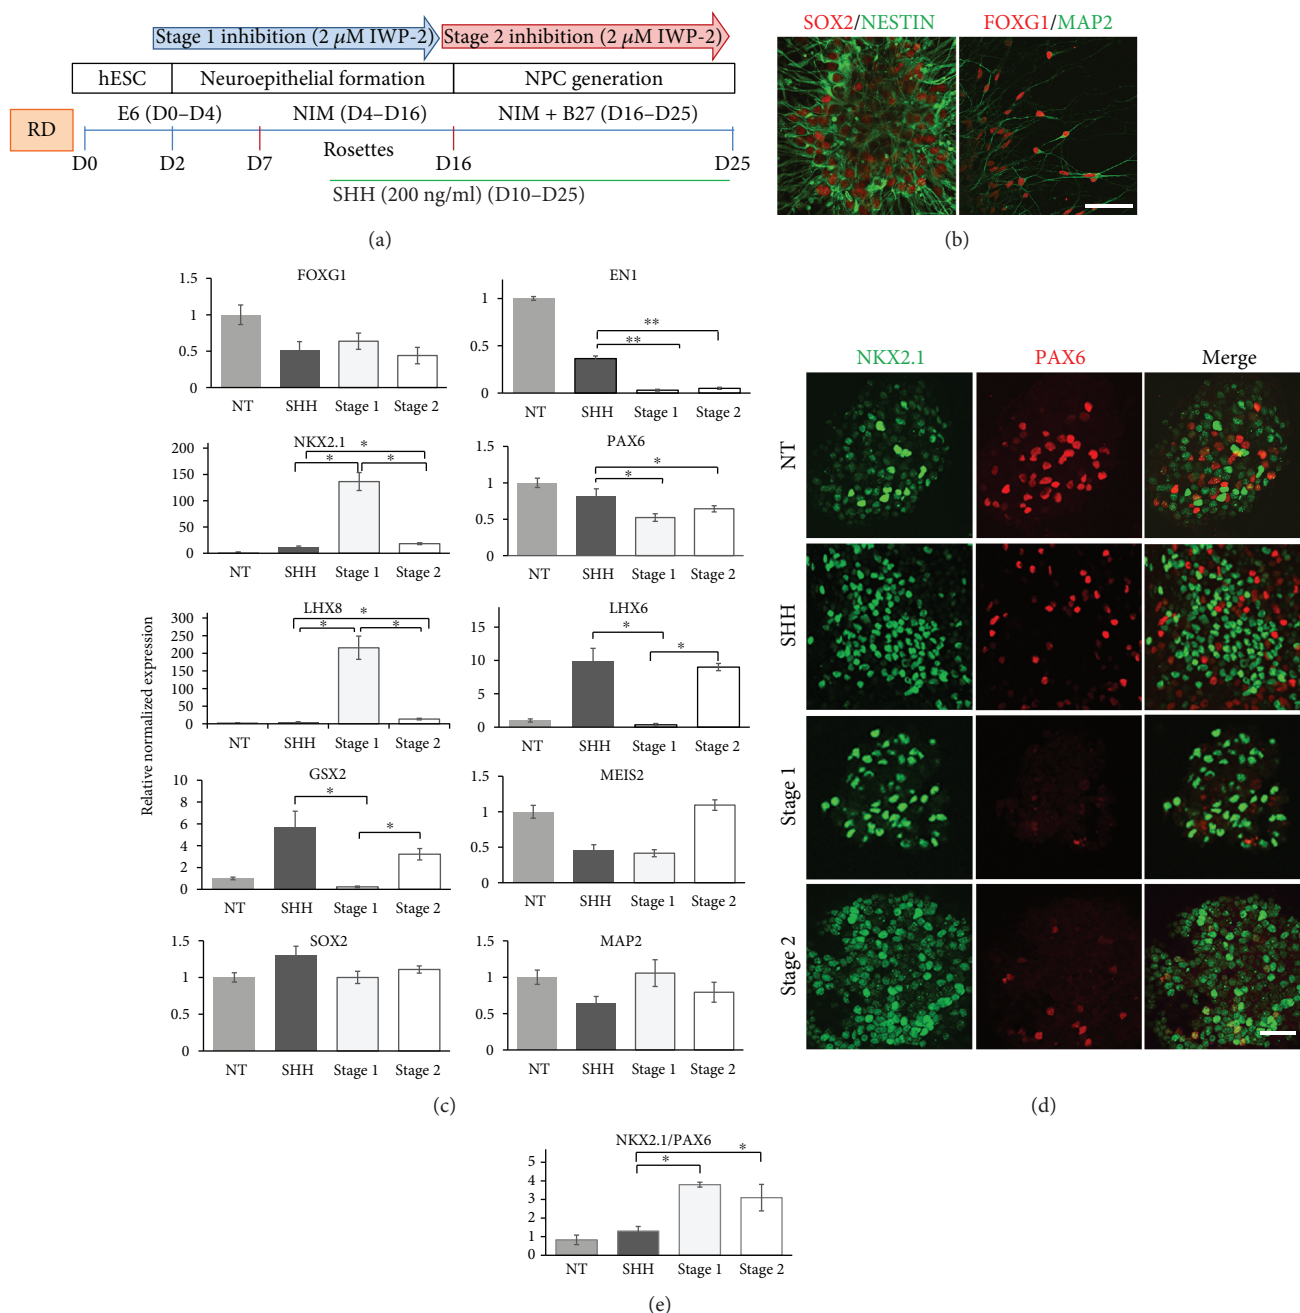 Stage 1 inhibition (2 μM IWP-2) Stage 2 inhibition (2 μM IWP-2)
hESC Neuroepithelial formation NPC generation
RD E6 (D0–D4) NIM (D4–D16) NIM + B27 (D16–D25)
Rosettes
D0 D2 D7 D16 D25
SHH (200 ng/ml) (D10–D25)
(a)
SOX2/NESTIN FOXG1/MAP2
(b)
Relative normalized expression
FOXG1
1.5
1
0.5
0
NT SHH Stage 1 Stage 2
EN1
1
0.5
0
** **
NT SHH Stage 1 Stage 2
NKX2.1
200
150
100
50
0
* * *
NT SHH Stage 1 Stage 2
PAX6
1.5
1
0.5
0
* *
NT SHH Stage 1 Stage 2
LHX8
300
250
200
150
100
50
0
* * *
NT SHH Stage 1 Stage 2
LHX6
15
10
5
0
* *
NT SHH Stage 1 Stage 2
GSX2
10
8
6
4
2
0
* *
NT SHH Stage 1 Stage 2
MEIS2
1.5
1
0.5
0
NT SHH Stage 1 Stage 2
SOX2
1.5
1
0.5
0
NT SHH Stage 1 Stage 2
MAP2
1.5
1
0.5
0
NT SHH Stage 1 Stage 2
(c)
NKX2.1 PAX6 Merge
NT
SHH
Stage 1
Stage 2
(d)
NKX2.1/PAX6
5
4
3
2
1
0
* *
NT SHH Stage 1 Stage 2
(e)